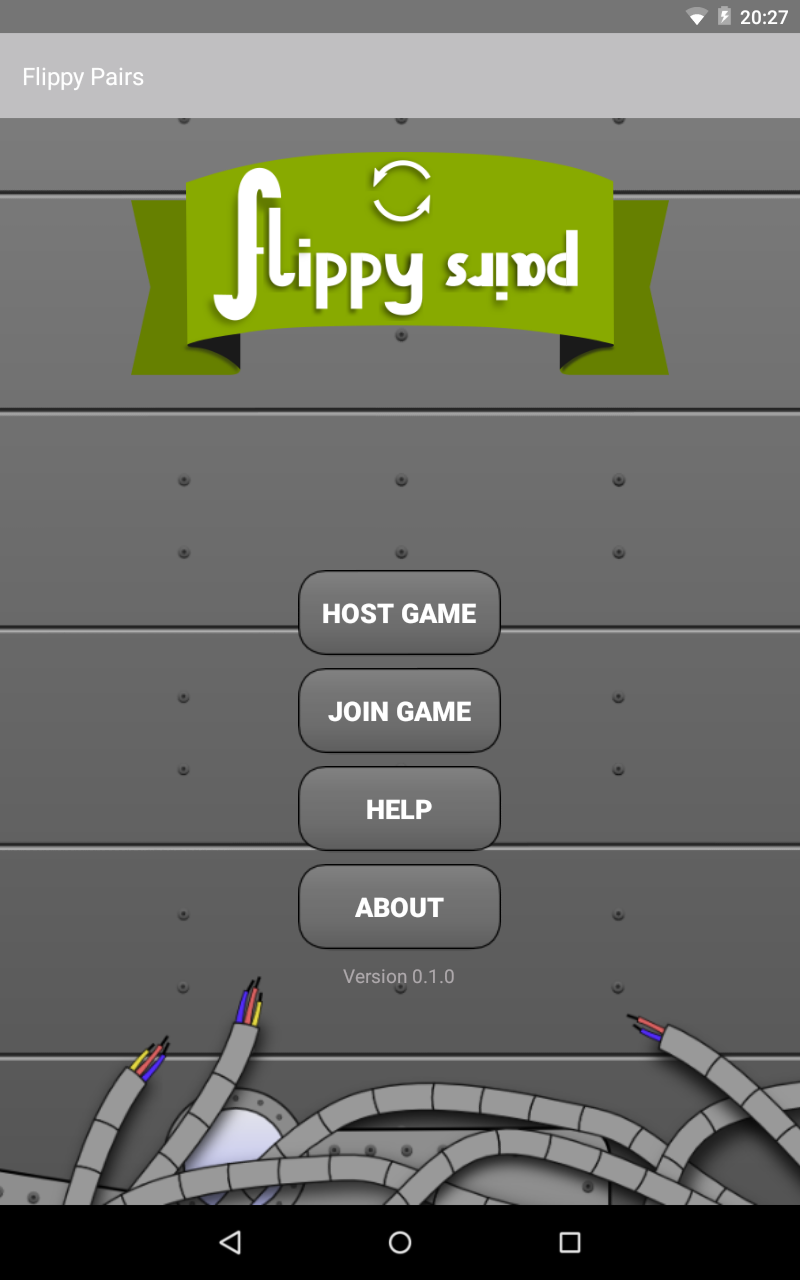 20:27
Flippy Pairs
flippy pairs
HOST GAME
JOIN GAME
HELP
ABOUT
Version 0.1.0